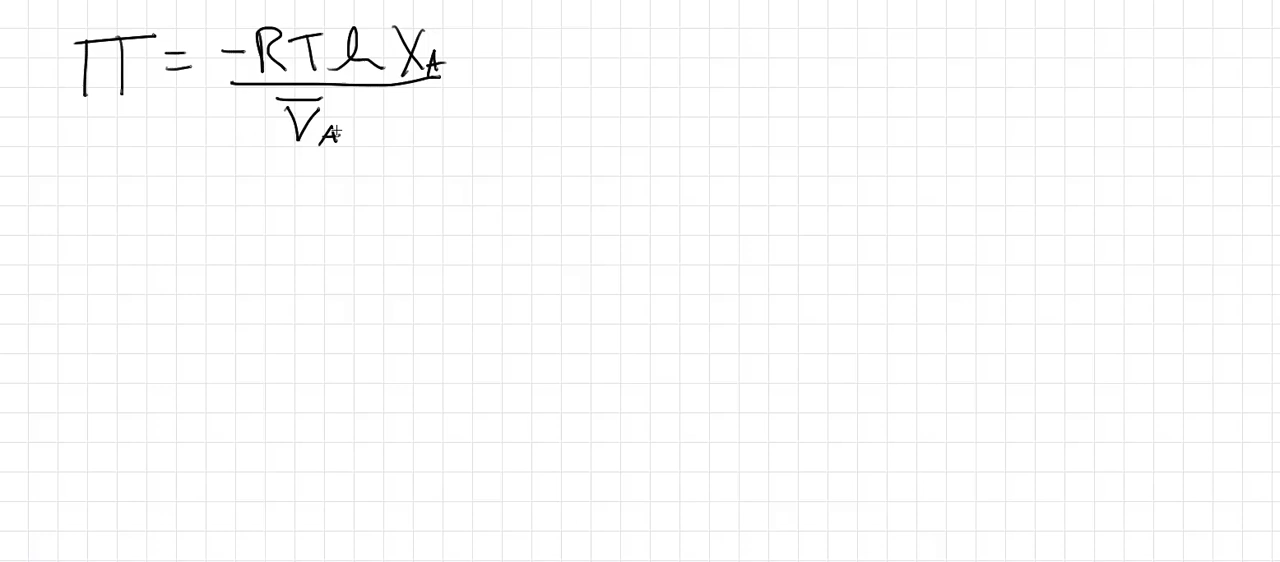 Π = -RT ln X_A / V̅_A